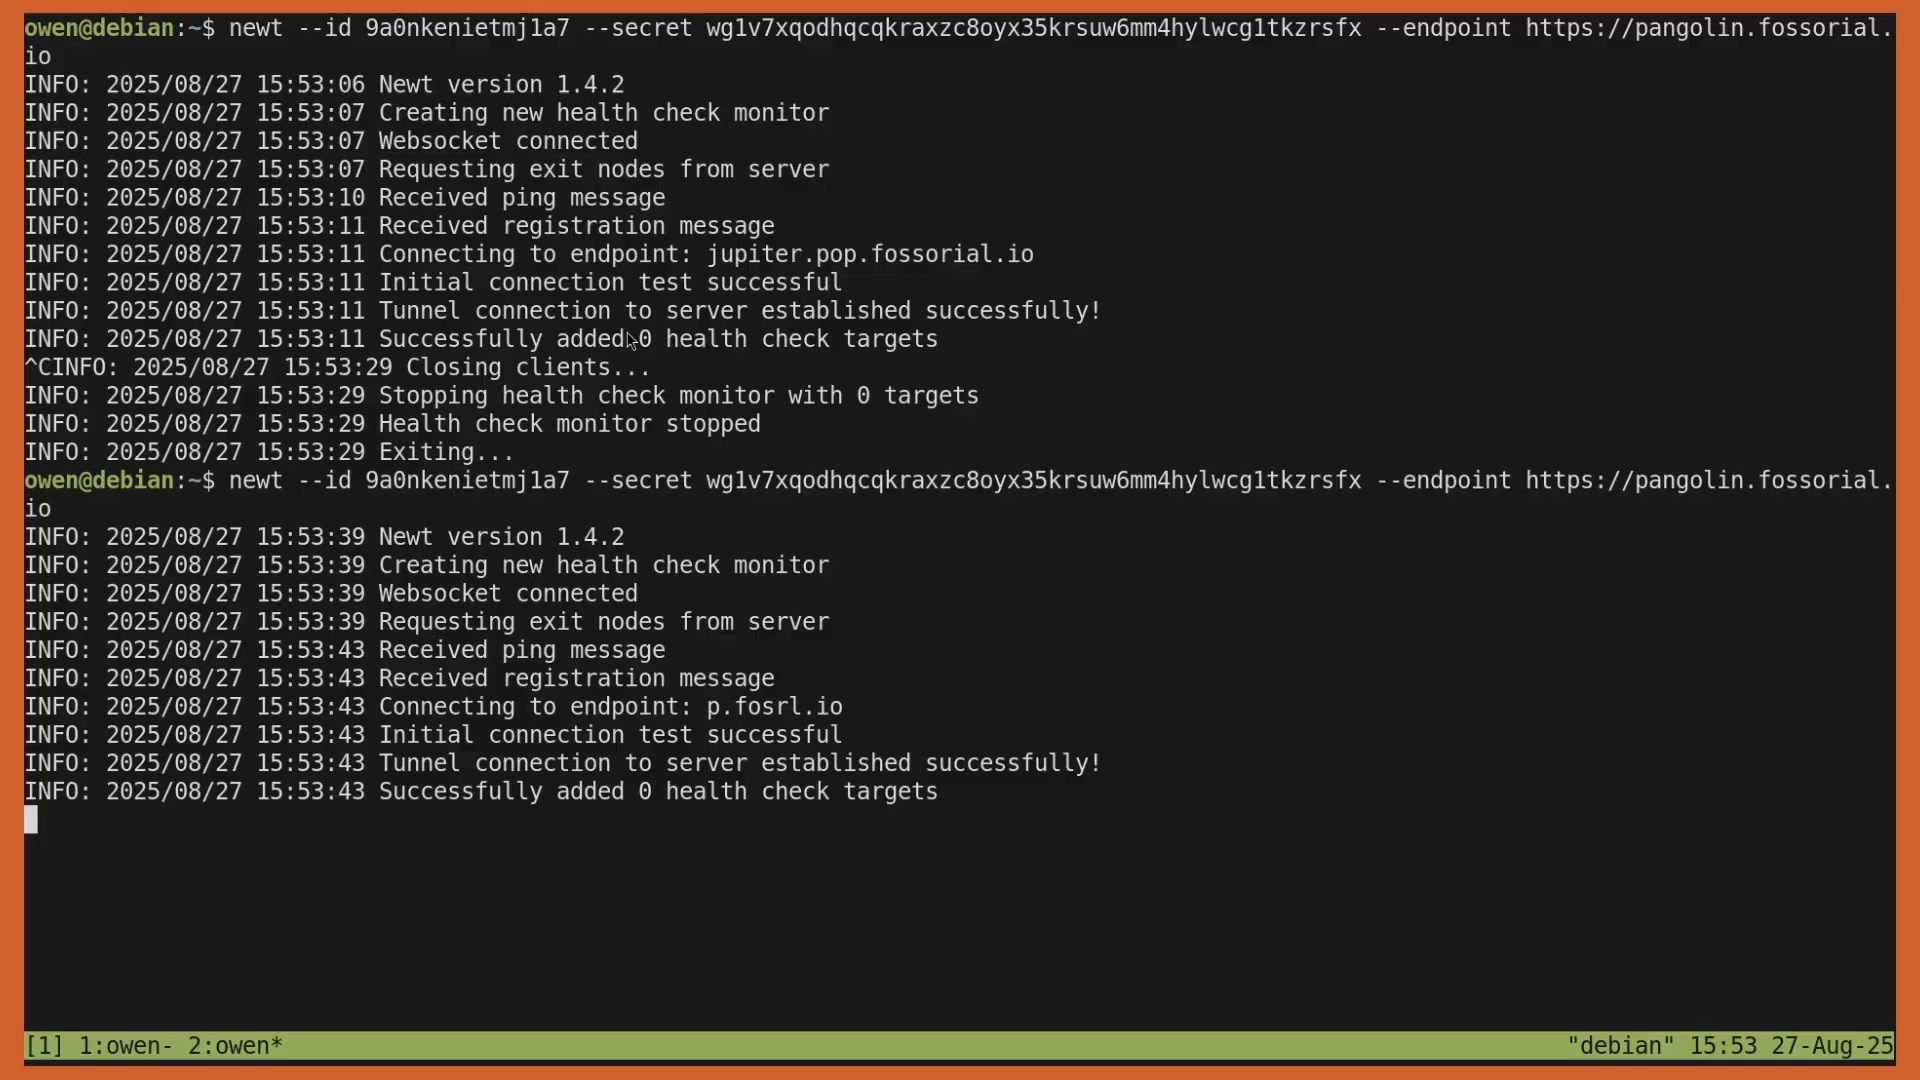 owen@debian:~$ newt --id 9a0nkenietmj1a7 --secret wg1v7xqodhqcqkraxzc8oyx35krsuw6mm4hylwcg1tkzrsfx --endpoint https://pangolin.fossorial.
io
INFO: 2025/08/27 15:53:06 Newt version 1.4.2
INFO: 2025/08/27 15:53:07 Creating new health check monitor
INFO: 2025/08/27 15:53:07 Websocket connected
INFO: 2025/08/27 15:53:07 Requesting exit nodes from server
INFO: 2025/08/27 15:53:10 Received ping message
INFO: 2025/08/27 15:53:11 Received registration message
INFO: 2025/08/27 15:53:11 Connecting to endpoint: jupiter.pop.fossorial.io
INFO: 2025/08/27 15:53:11 Initial connection test successful
INFO: 2025/08/27 15:53:11 Tunnel connection to server established successfully!
INFO: 2025/08/27 15:53:11 Successfully added 0 health check targets
^CINFO: 2025/08/27 15:53:29 Closing clients...
INFO: 2025/08/27 15:53:29 Stopping health check monitor with 0 targets
INFO: 2025/08/27 15:53:29 Health check monitor stopped
INFO: 2025/08/27 15:53:29 Exiting...
owen@debian:~$ newt --id 9a0nkenietmj1a7 --secret wg1v7xqodhqcqkraxzc8oyx35krsuw6mm4hylwcg1tkzrsfx --endpoint https://pangolin.fossorial.
io
INFO: 2025/08/27 15:53:39 Newt version 1.4.2
INFO: 2025/08/27 15:53:39 Creating new health check monitor
INFO: 2025/08/27 15:53:39 Websocket connected
INFO: 2025/08/27 15:53:39 Requesting exit nodes from server
INFO: 2025/08/27 15:53:43 Received ping message
INFO: 2025/08/27 15:53:43 Received registration message
INFO: 2025/08/27 15:53:43 Connecting to endpoint: p.fosrl.io
INFO: 2025/08/27 15:53:43 Initial connection test successful
INFO: 2025/08/27 15:53:43 Tunnel connection to server established successfully!
INFO: 2025/08/27 15:53:43 Successfully added 0 health check targets
[1] 1:owen- 2:owen* "debian" 15:53 27-Aug-25